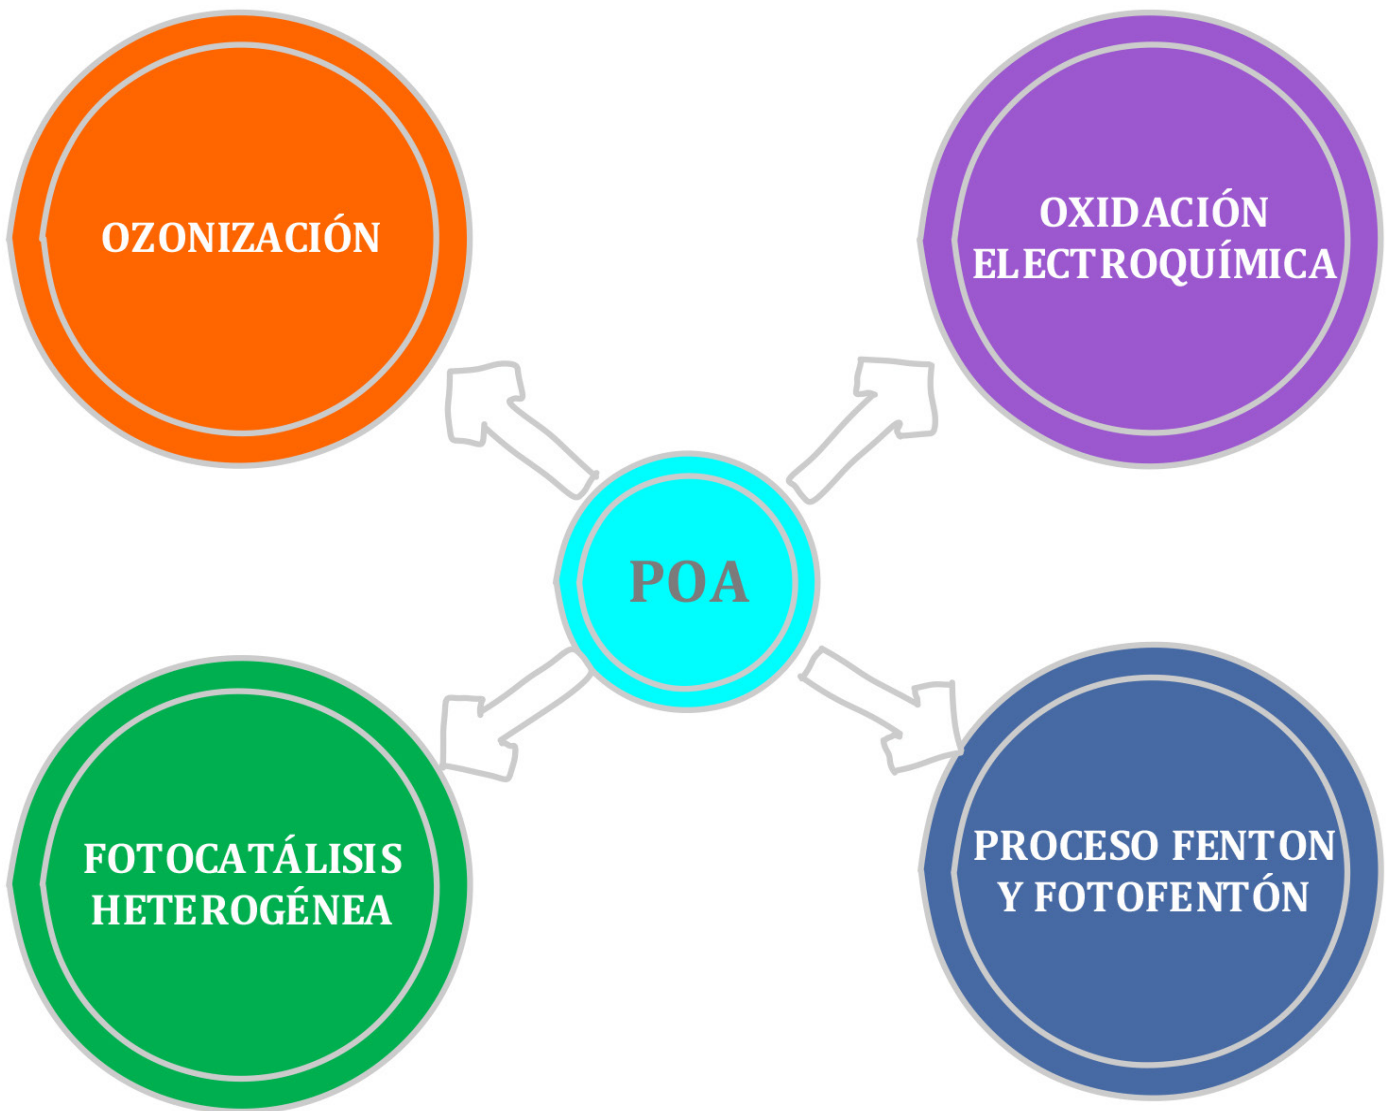 OZONIZACIÓN
OXIDACIÓN
ELECTROQUÍMICA
POA
FOTOCATÁLISIS
HETEROGÉNEA
PROCESO FENTON
Y FOTOFENTÓN